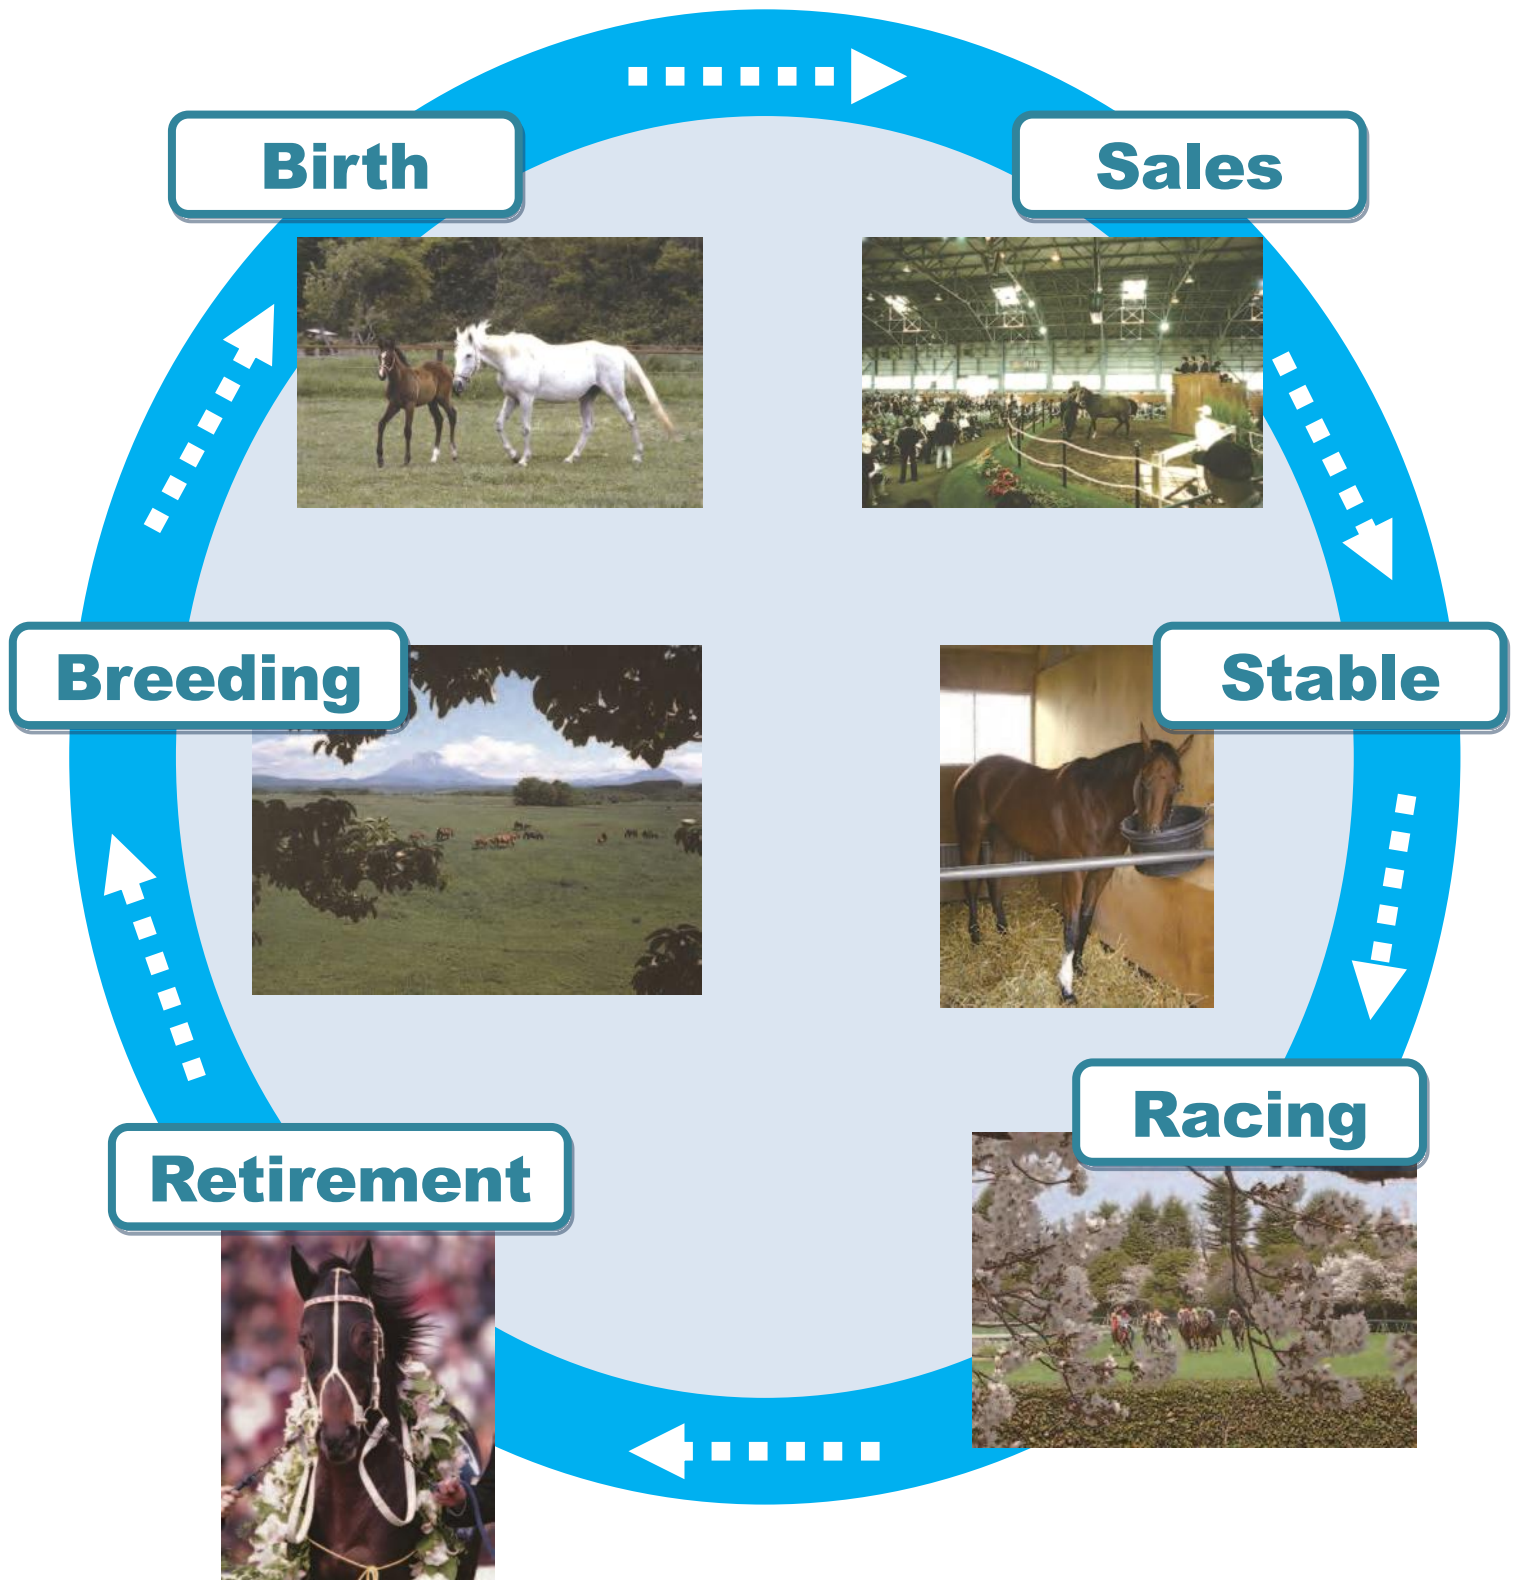 Birth
Sales
Breeding
Stable
Racing
Retirement